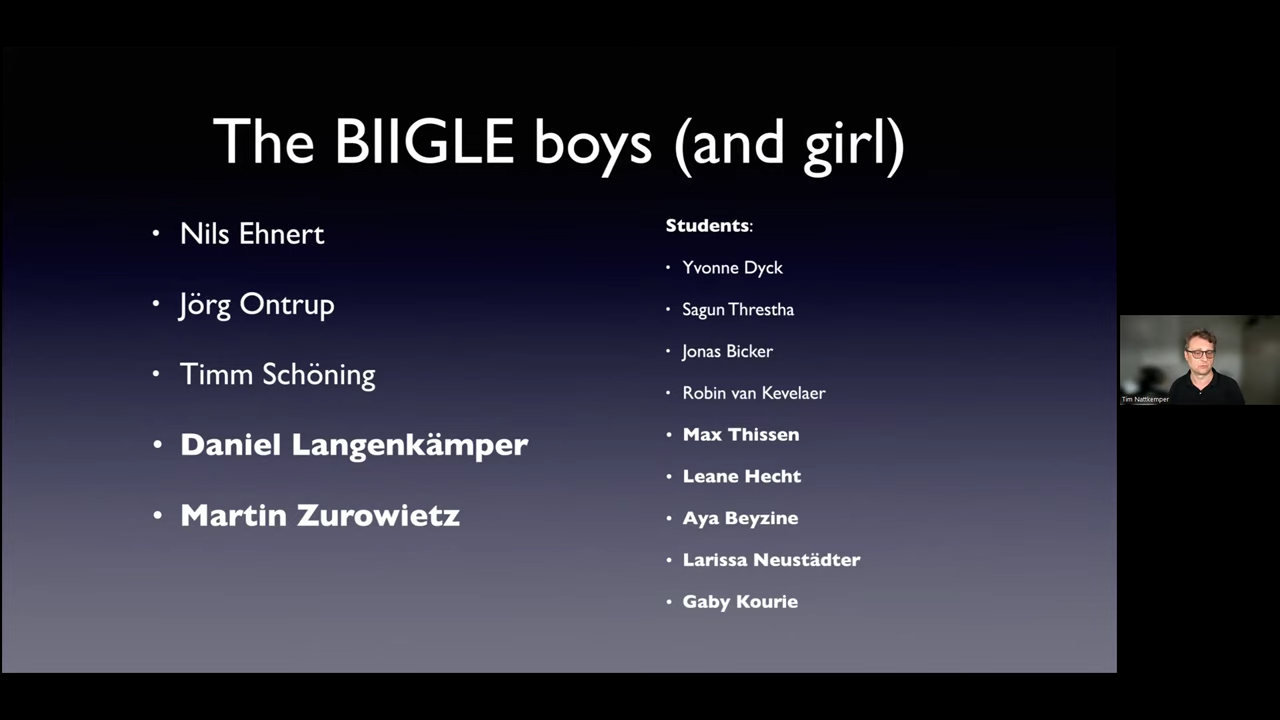 The BIIGLE boys (and girl)
• Nils Ehnert
• Jörg Ontrup
• Timm Schöning
• Daniel Langenkämper
• Martin Zurowietz
Students:
• Yvonne Dyck
• Sagun Threstha
• Jonas Bicker
• Robin van Kevelaer
• Max Thissen
• Leane Hecht
• Aya Beyzine
• Larissa Neustädter
• Gaby Kourie
Tim Nattkemper